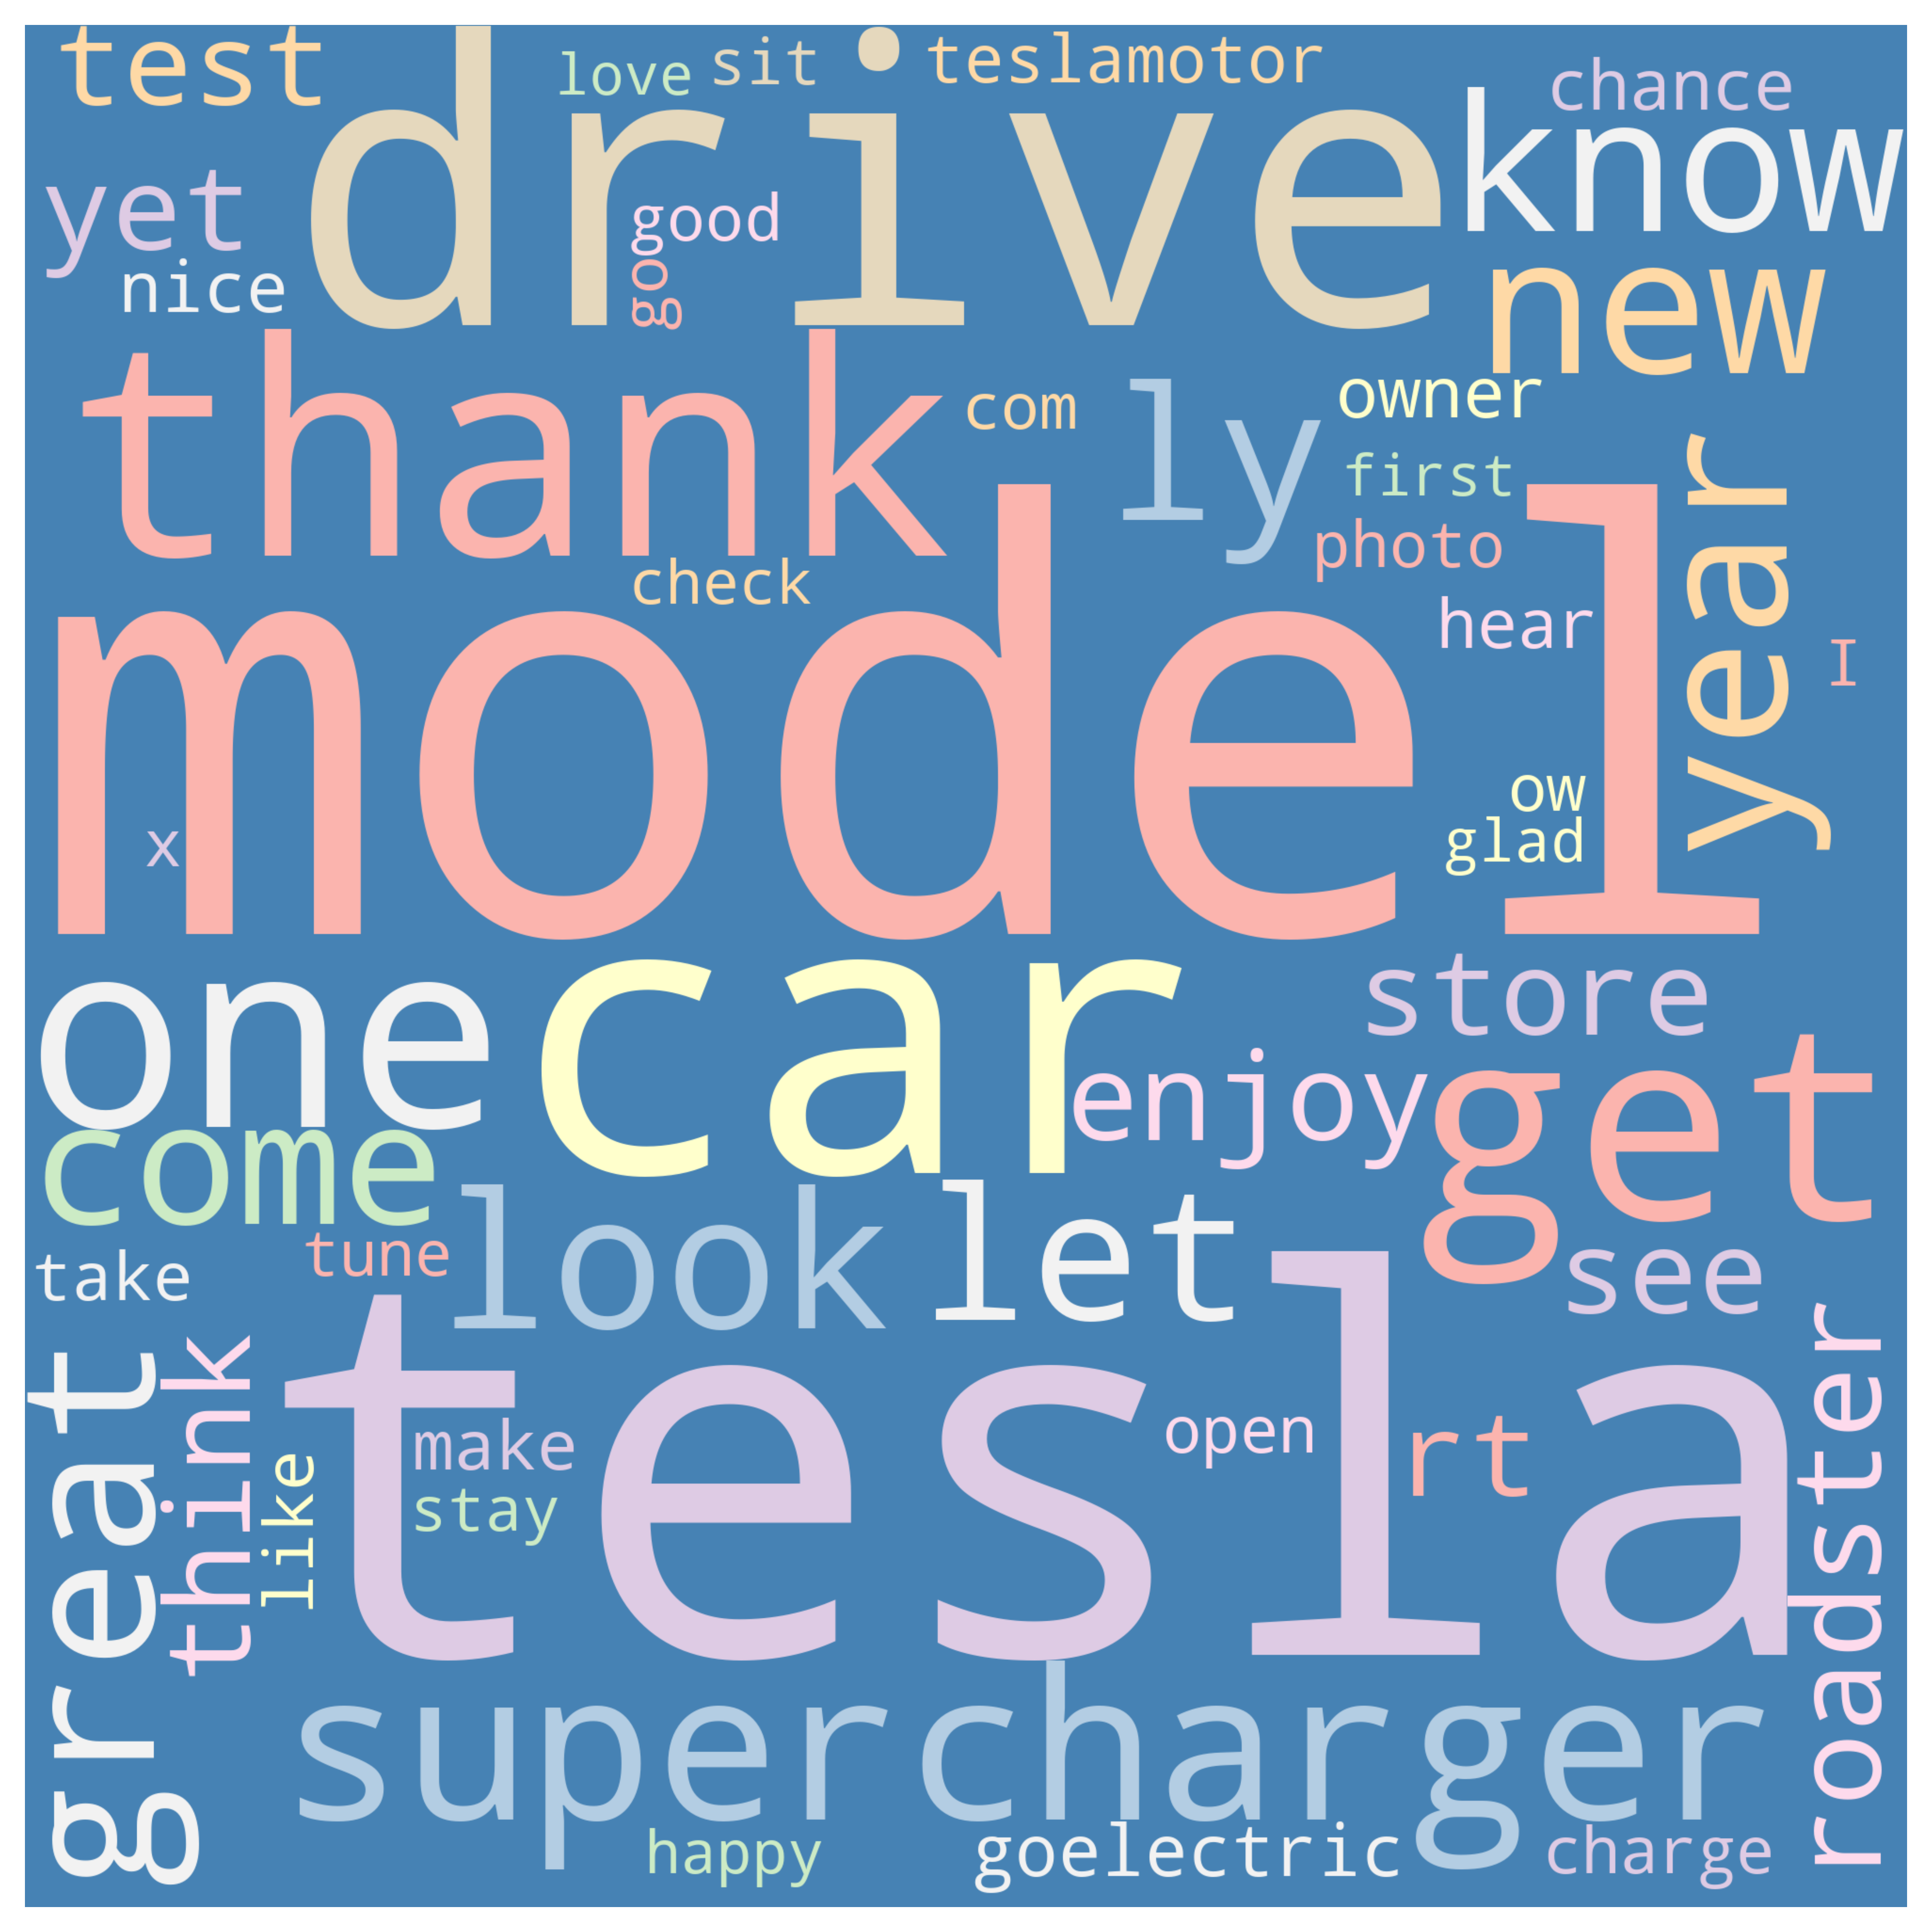 test
love
sit
teslamotor
chance
drive
know
yet
good
nice
go
new
thank
com
ly
owner
first
year
photo
check
hear
model
I
ow
x
glad
one
car
store
enjoy
get
come
look
let
take
tune
see
tesla
great
think
like
make
stay
open
rt
roadster
supercharger
happy
goelectric
charge